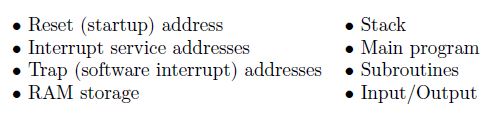 • Reset (startup) address
• Interrupt service addresses
• Trap (software interrupt) addresses
• RAM storage
• Stack
• Main program
• Subroutines
• Input/Output